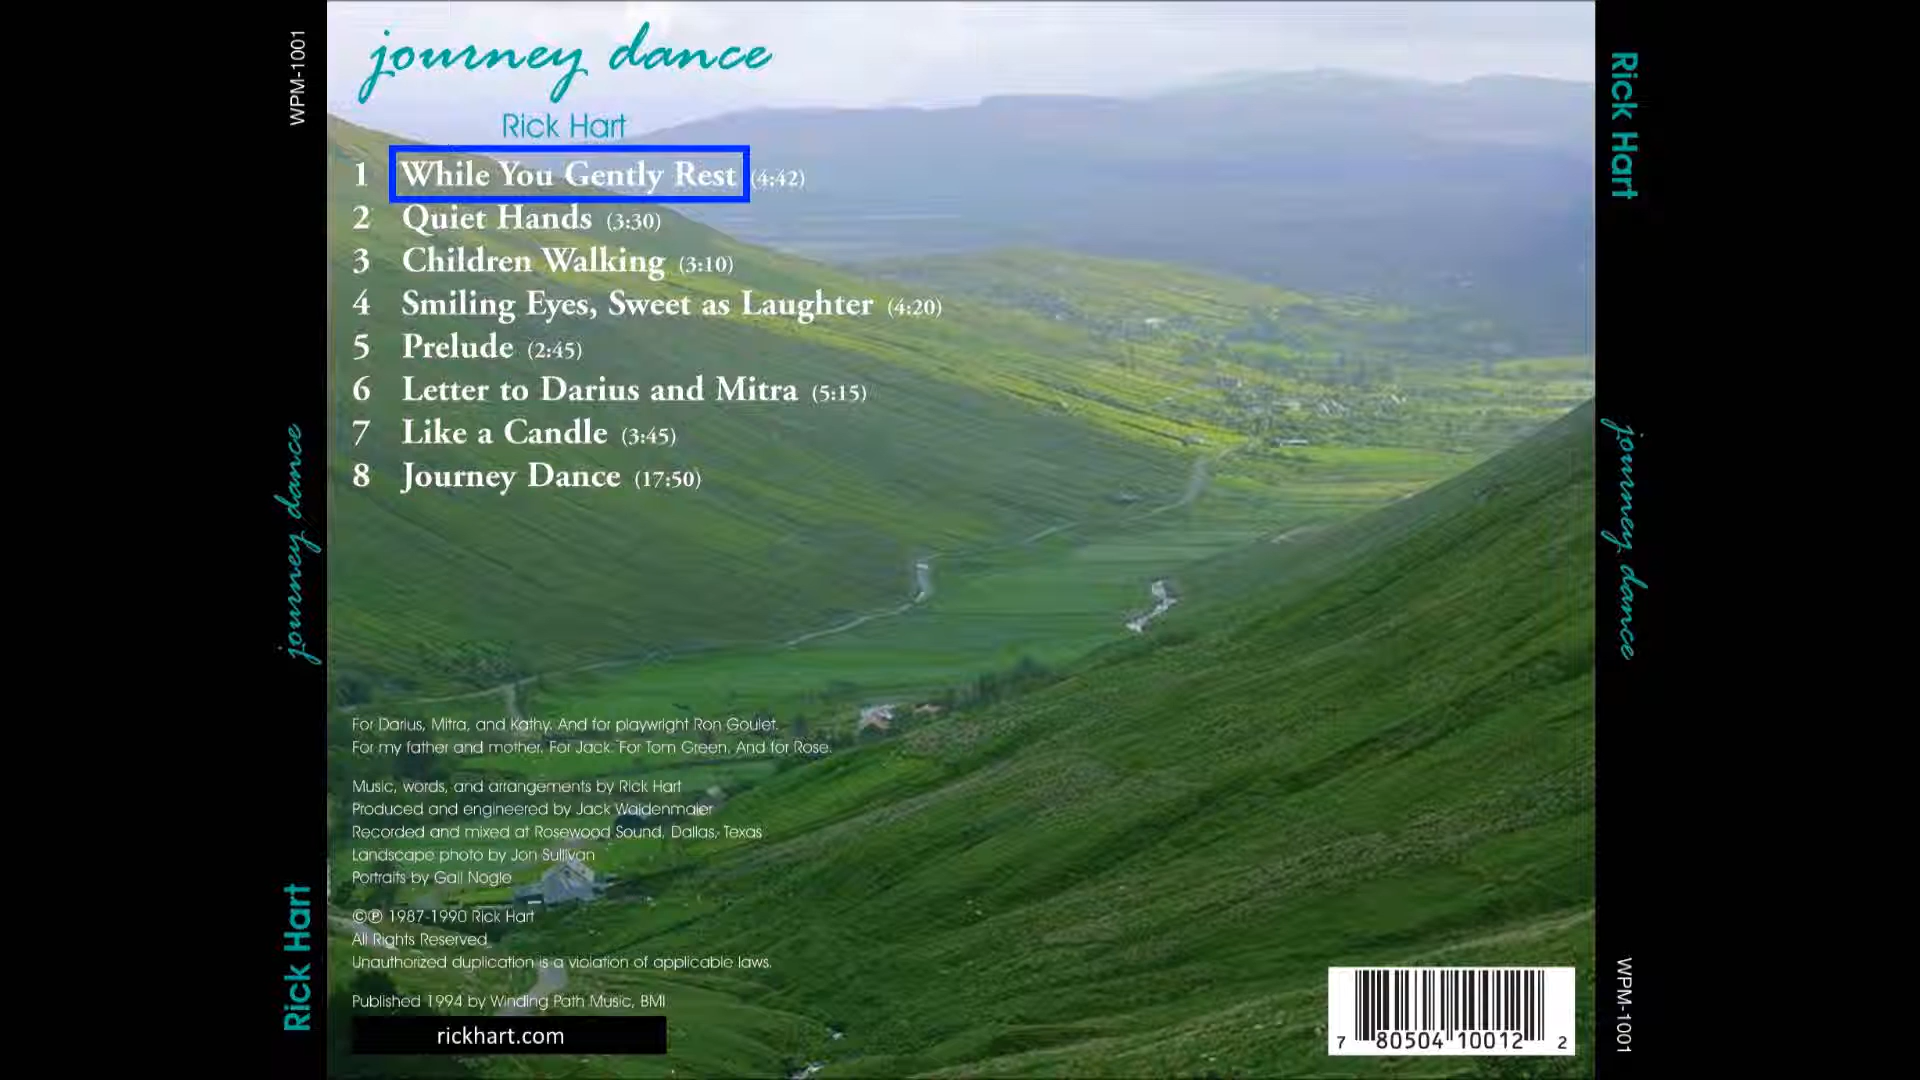 journey dance
Rick Hart
1 While You Gently Rest (4:42)
2 Quiet Hands (3:30)
3 Children Walking (3:10)
4 Smiling Eyes, Sweet as Laughter (4:20)
5 Prelude (2:45)
6 Letter to Darius and Mitra (5:15)
7 Like a Candle (3:45)
8 Journey Dance (17:50)
For Darius, Mitra, and Kathy. And for playwright Ron Goulet.
For my father and mother. For Jack. For Tom Green. And for Rose.
Music, words, and arrangements by Rick Hart
Produced and engineered by Jack Waldenmaier
Recorded and mixed at Rosewood Sound, Dallas, Texas
Landscape photo by Jon Sullivan
Portraits by Gail Nogle
©℗ 1987-1990 Rick Hart
All Rights Reserved
Unauthorized duplication is a violation of applicable laws.
Published 1994 by Winding Path Music, BMI
rickhart.com
7 80504 10012 2
WPM-1001
journey dance
Rick Hart
Rick Hart
journey dance
WPM-1001